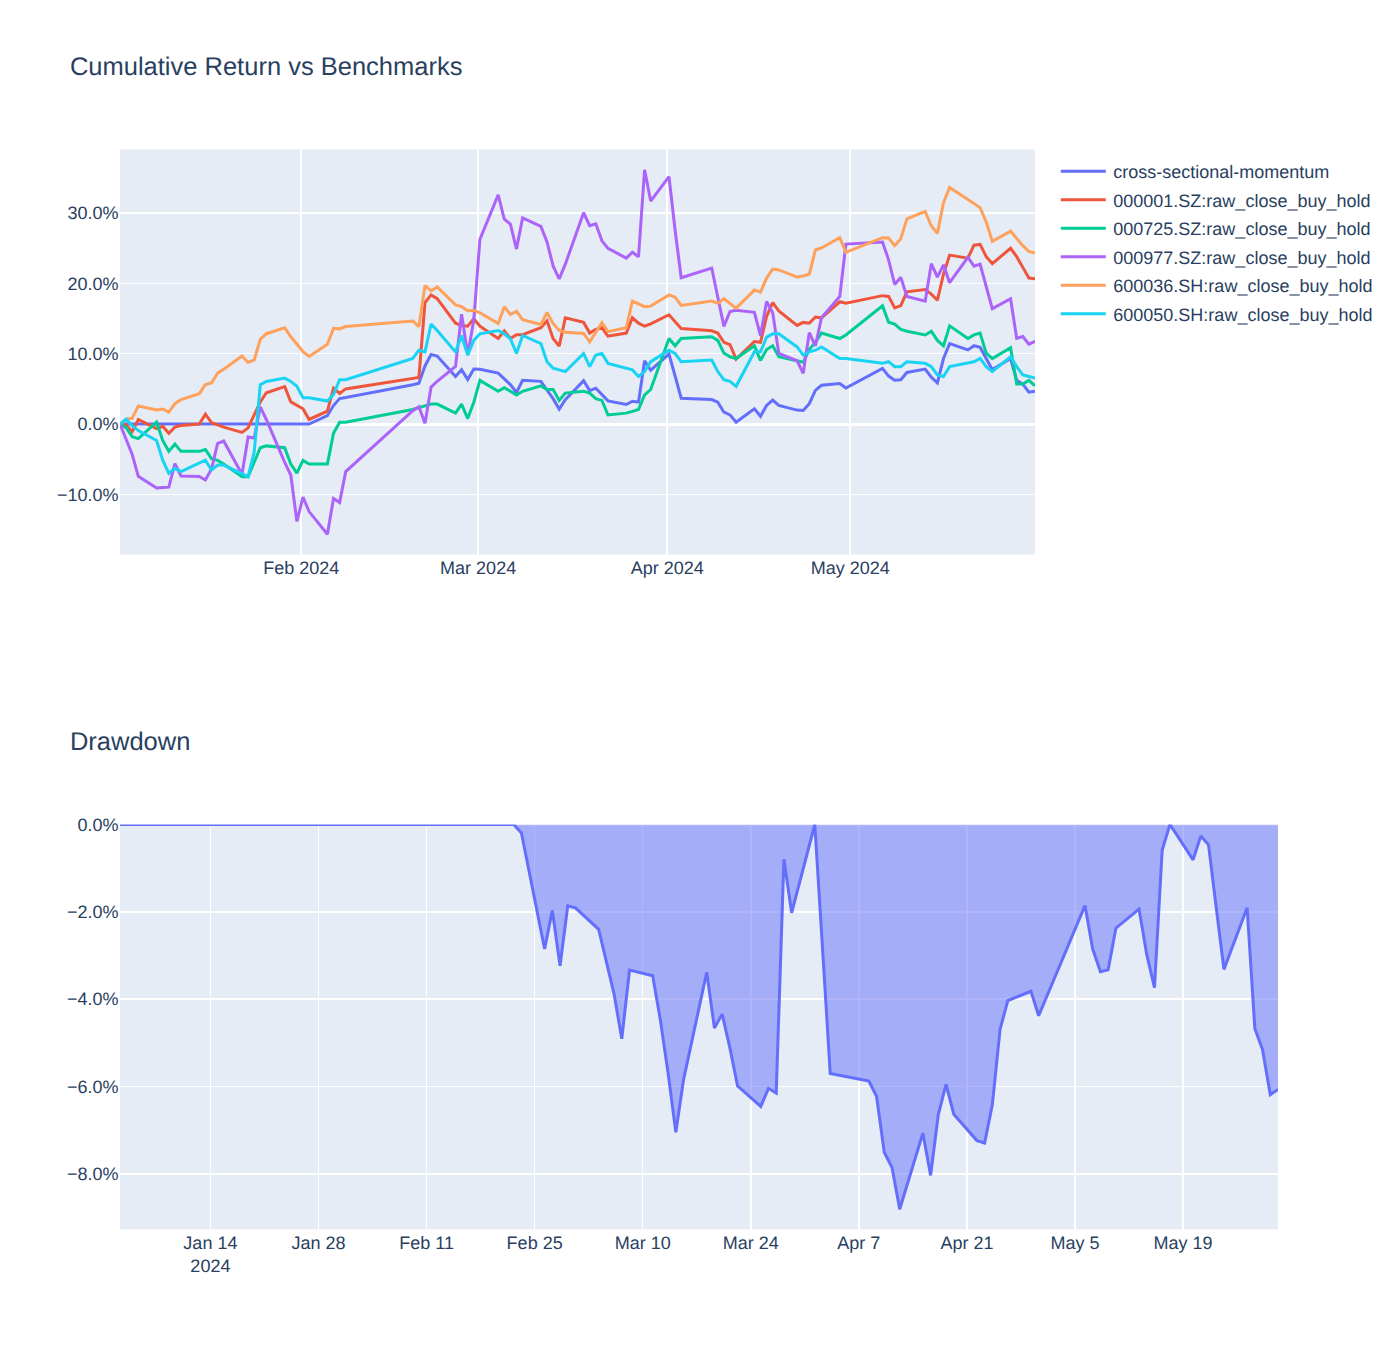 Cumulative Return vs Benchmarks
30.0%
20.0%
10.0%
0.0%
−10.0%
Feb 2024
Mar 2024
Apr 2024
May 2024
cross-sectional-momentum
000001.SZ:raw_close_buy_hold
000725.SZ:raw_close_buy_hold
000977.SZ:raw_close_buy_hold
600036.SH:raw_close_buy_hold
600050.SH:raw_close_buy_hold
Drawdown
0.0%
−2.0%
−4.0%
−6.0%
−8.0%
Jan 14
2024
Jan 28
Feb 11
Feb 25
Mar 10
Mar 24
Apr 7
Apr 21
May 5
May 19